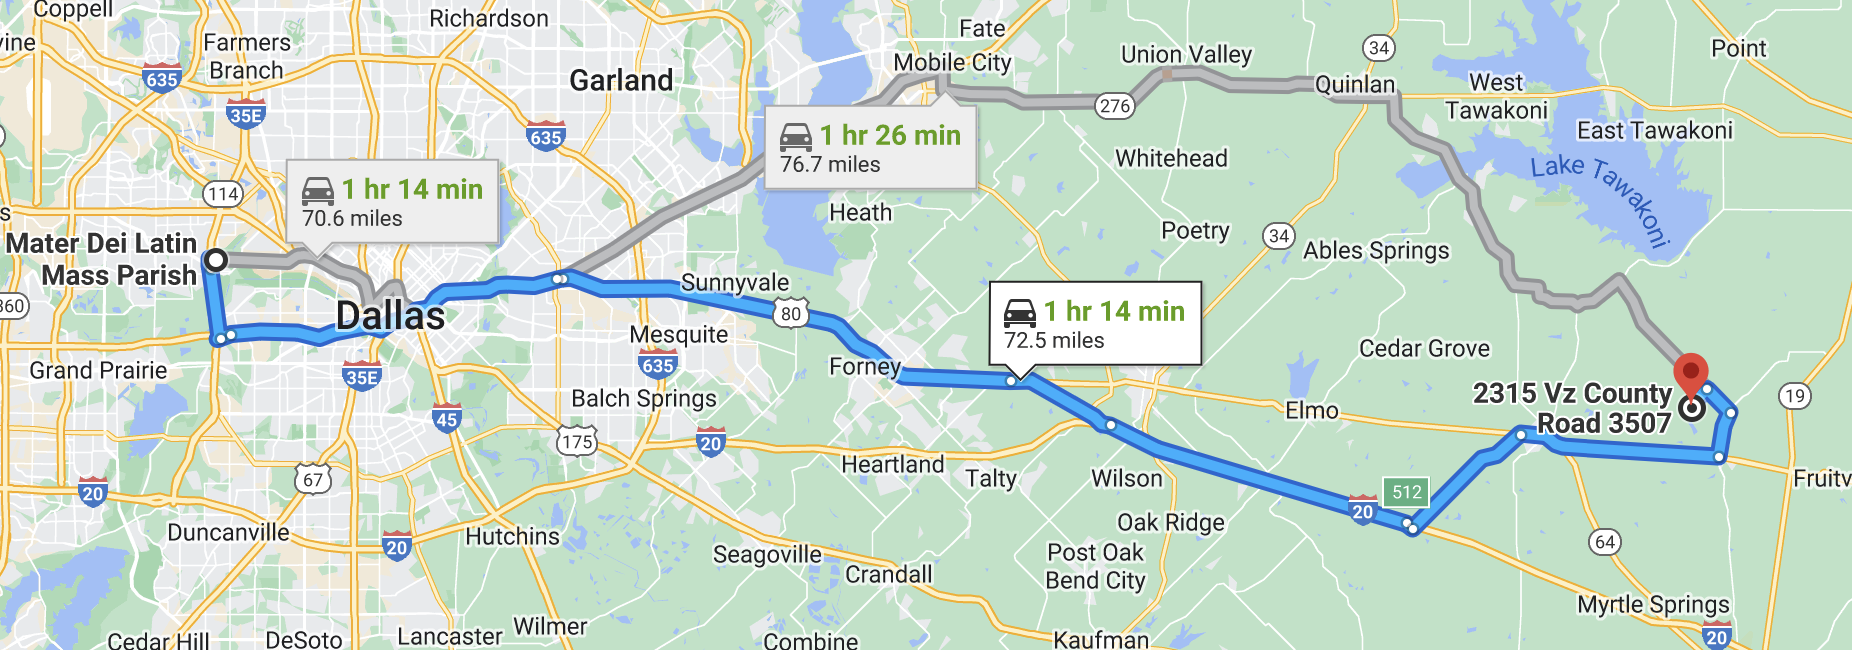 Coppell
Richardson
Fate
Farmers
Branch
Garland
Mobile City
Union Valley
34
Point
635
35E
635
276
Quinlan
West
Tawakoni
East Tawakoni
1 hr 26 min
76.7 miles
Whitehead
Lake Tawakoni
114
1 hr 14 min
70.6 miles
Heath
Poetry
34
Ables Springs
Mater Dei Latin
Mass Parish
Dallas
Sunnyvale
80
1 hr 14 min
72.5 miles
Mesquite
Cedar Grove
Grand Prairie
35E
635
Forney
Balch Springs
2315 Vz County
Road 3507
19
Elmo
45
175
20
Heartland
Talty
Wilson
20
512
Fruitv
20
67
Duncanville
20
Hutchins
Seagoville
Crandall
Oak Ridge
Post Oak
Bend City
64
Cedar Hill
DeSoto
Lancaster
Wilmer
Combine
Kaufman
Myrtle Springs
20